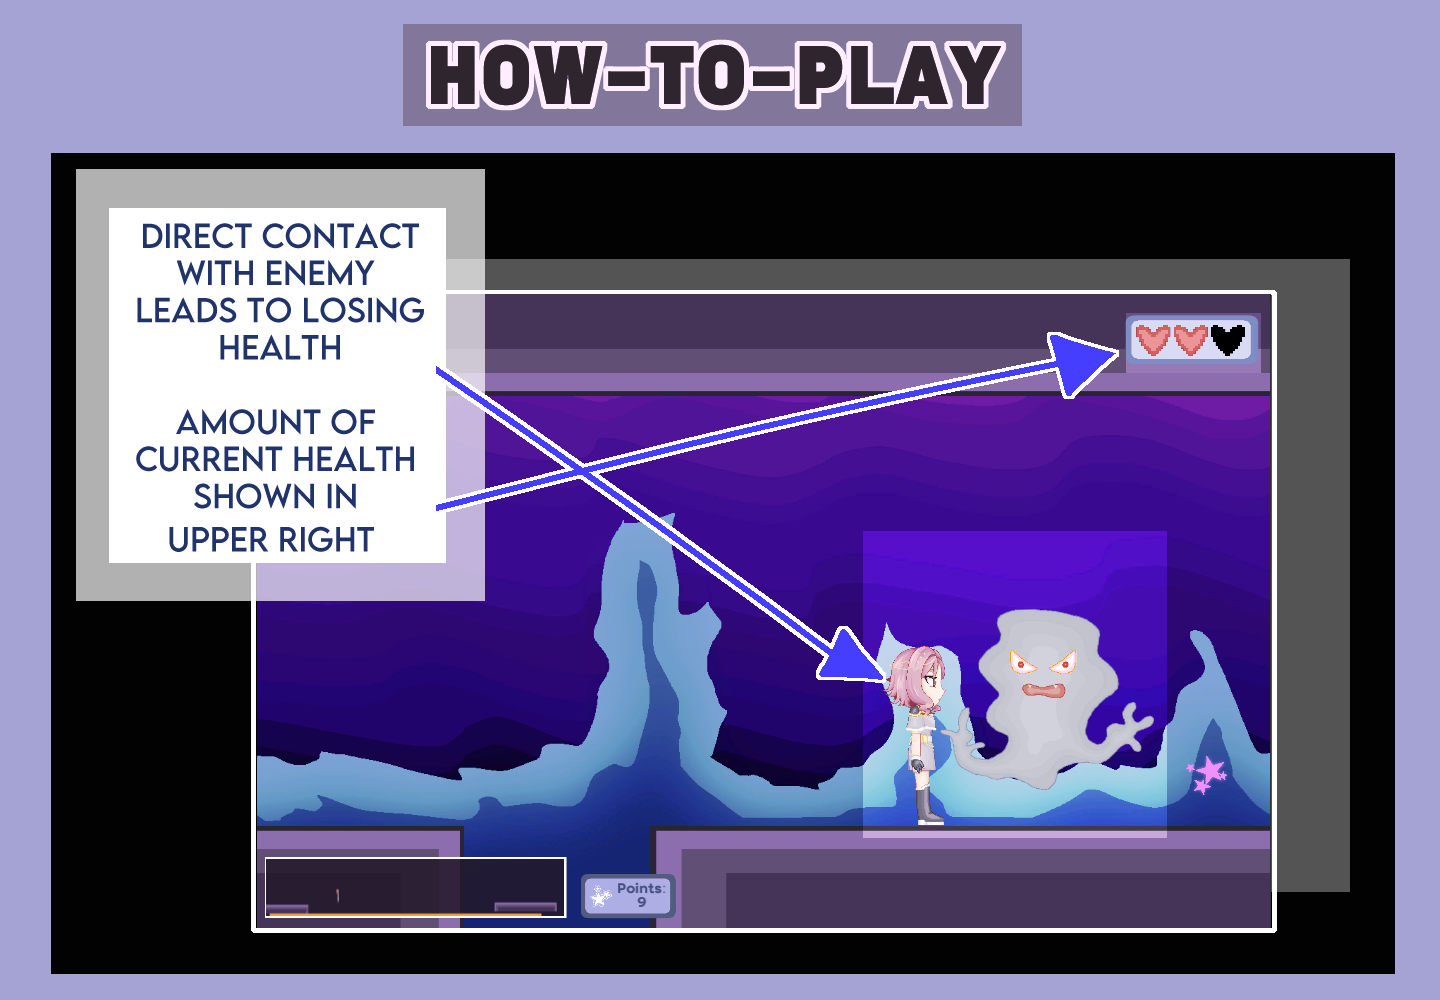 HOW-TO-PLAY
DIRECT CONTACT
WITH ENEMY
LEADS TO LOSING
HEALTH
AMOUNT OF
CURRENT HEALTH
SHOWN IN
UPPER RIGHT
Points:
9